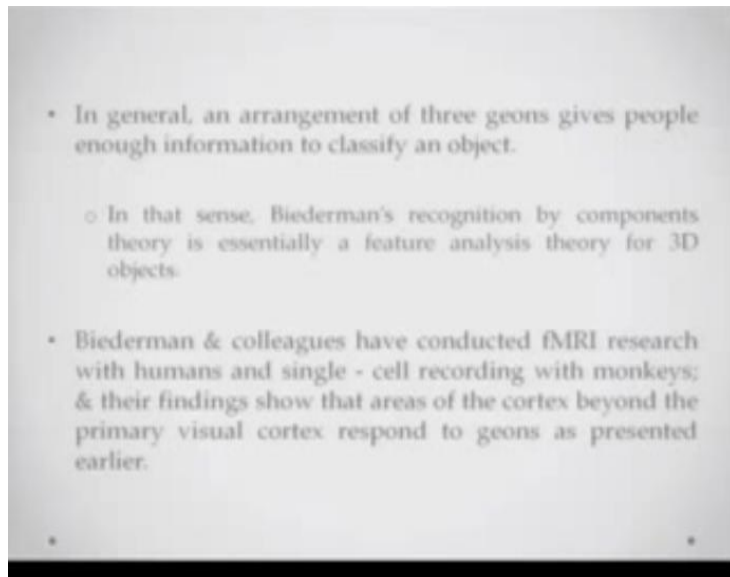 • In general, an arrangement of three geons gives people
enough information to classify an object.
o In that sense, Biederman's recognition by components
theory is essentially a feature analysis theory for 3D
objects.
• Biederman & colleagues have conducted fMRI research
with humans and single - cell recording with monkeys;
& their findings show that areas of the cortex beyond the
primary visual cortex respond to geons as presented
earlier.